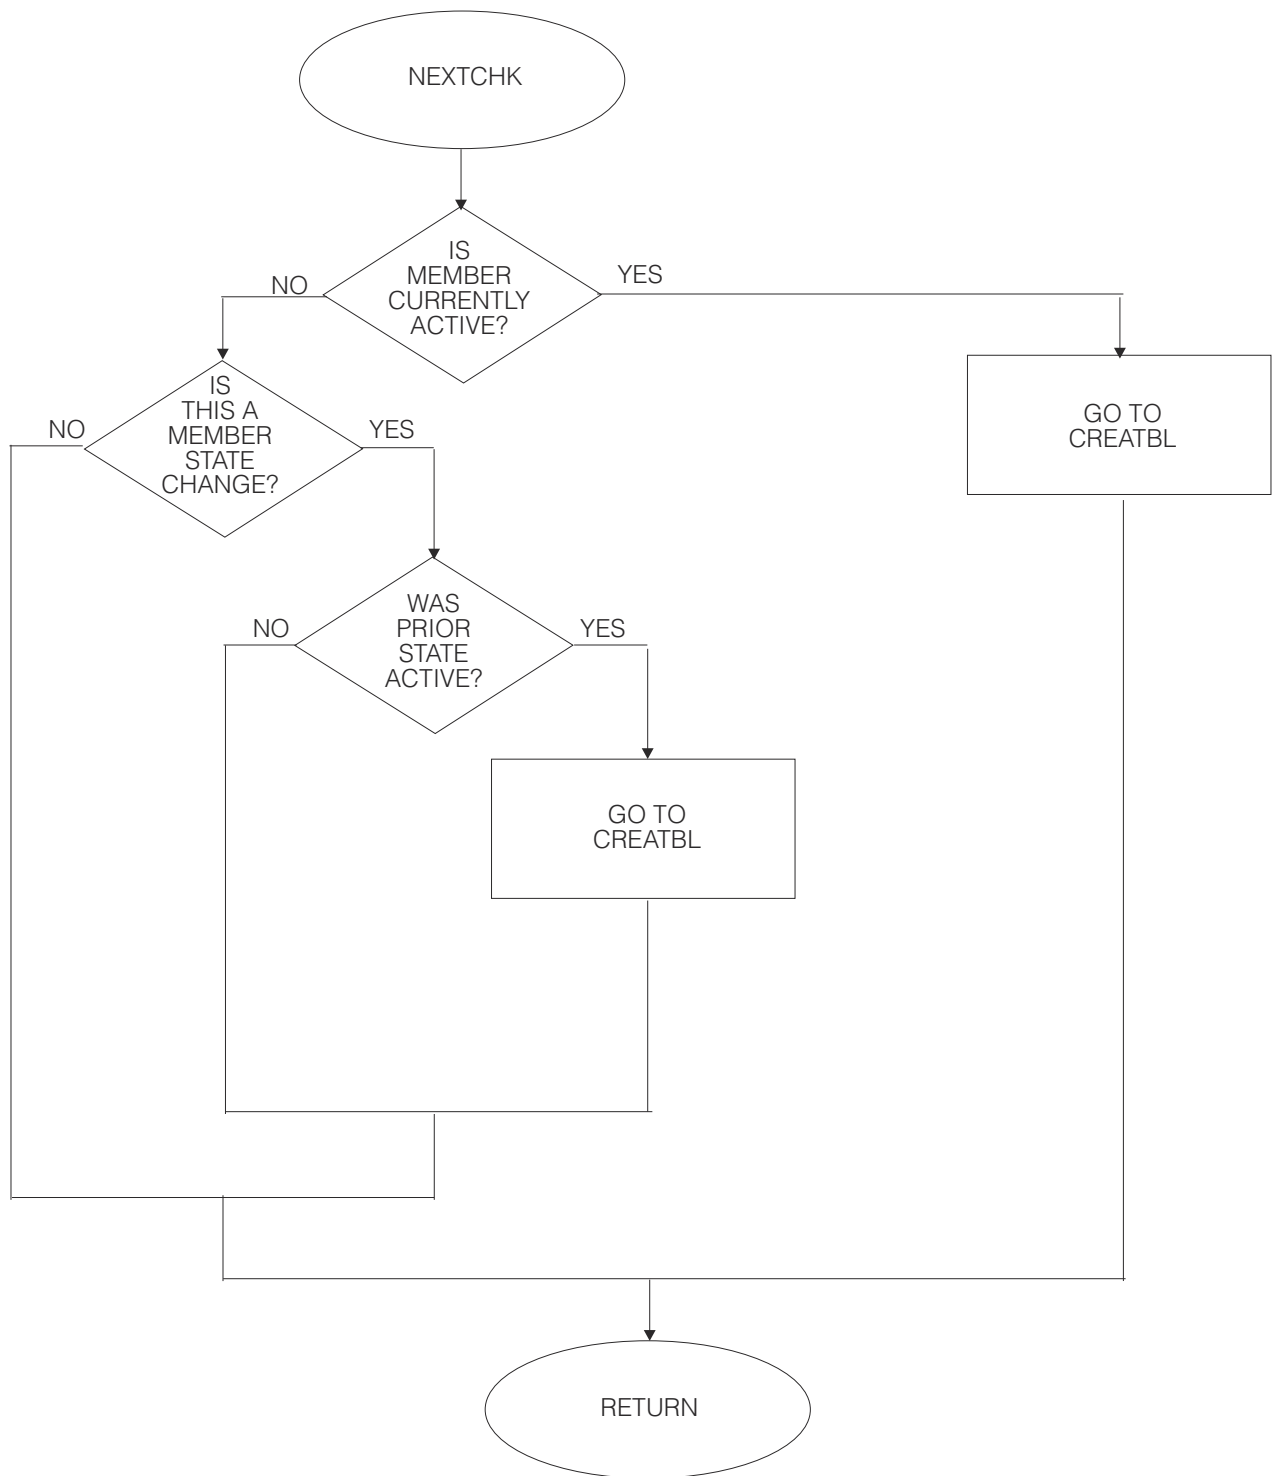 NEXTCHK
IS
MEMBER
CURRENTLY
ACTIVE?
NO
YES
IS
THIS A
MEMBER
STATE
CHANGE?
NO
YES
GO TO
CREATBL
WAS
PRIOR
STATE
ACTIVE?
NO
YES
GO TO
CREATBL
RETURN